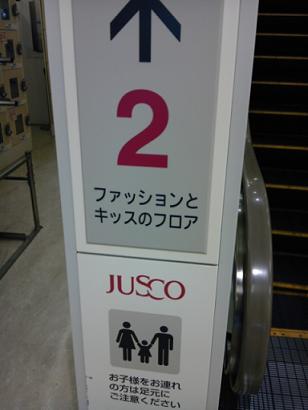 2
ファッションと
キッズのフロア
JUSCO
お子様をお連れ
の方は足元に
ご注意ください